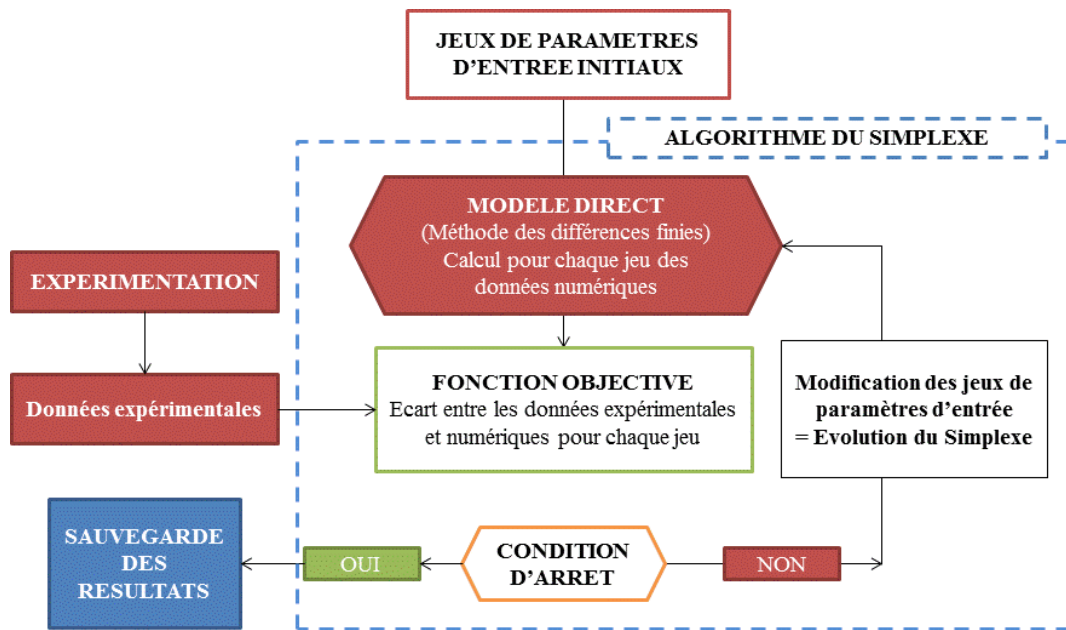 JEUX DE PARAMETRES
D’ENTREE INITIAUX
ALGORITHME DU SIMPLEXE
MODELE DIRECT
(Méthode des différences finies)
Calcul pour chaque jeu des
données numériques
EXPERIMENTATION
Données expérimentales
FONCTION OBJECTIVE
Ecart entre les données expérimentales
et numériques pour chaque jeu
Modification des jeux de
paramètres d’entrée
= Evolution du Simplexe
SAUVEGARDE
DES
RESULTATS
OUI
CONDITION
D’ARRET
NON